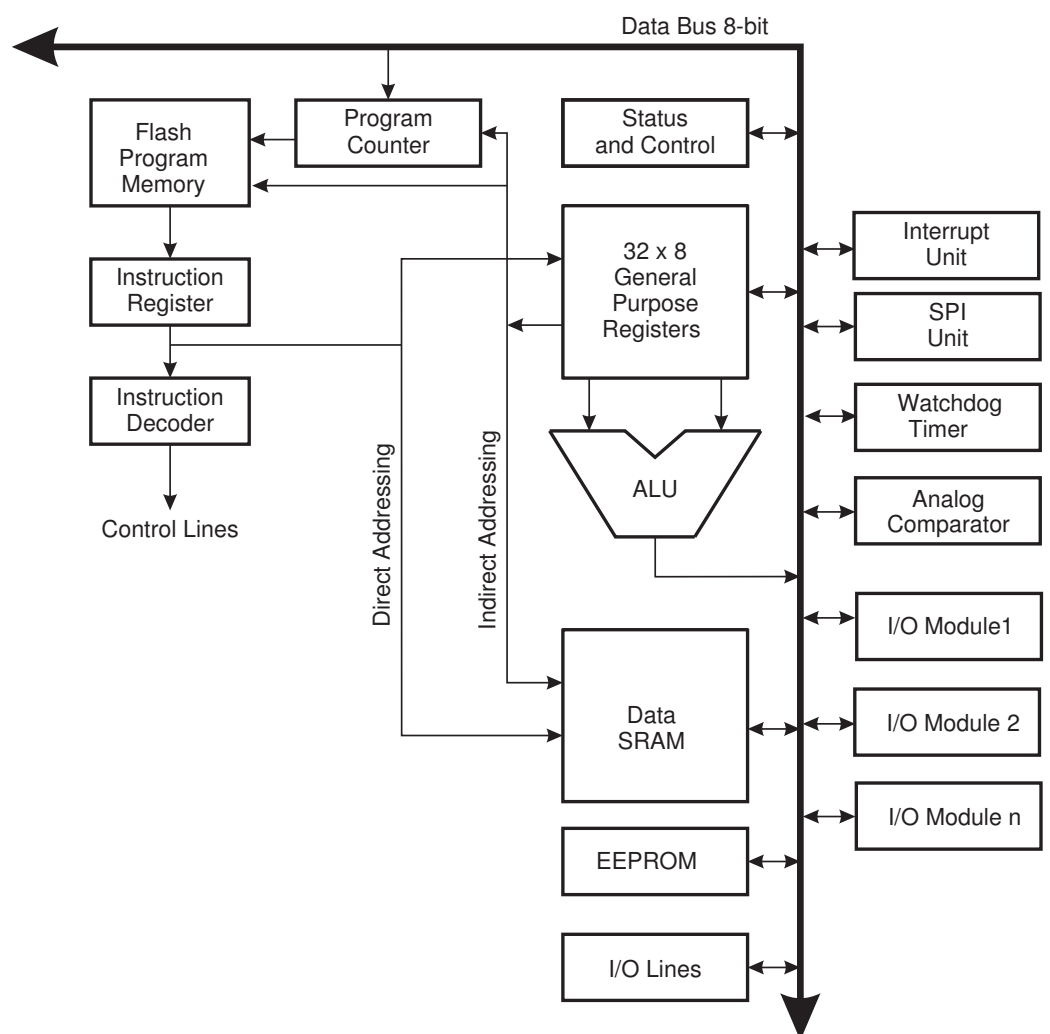 Data Bus 8-bit
Flash
Program
Memory
Program
Counter
Status
and Control
32 x 8
General
Purpose
Registers
Interrupt
Unit
Instruction
Register
SPI
Unit
Instruction
Decoder
Watchdog
Timer
Control Lines
Direct Addressing
Indirect Addressing
ALU
Analog
Comparator
I/O Module1
Data
SRAM
I/O Module 2
I/O Module n
EEPROM
I/O Lines